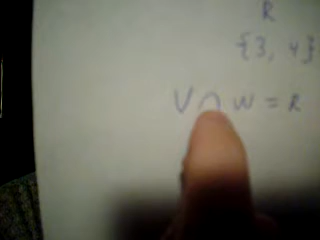 R
{3, 4}
V ∩ W = R